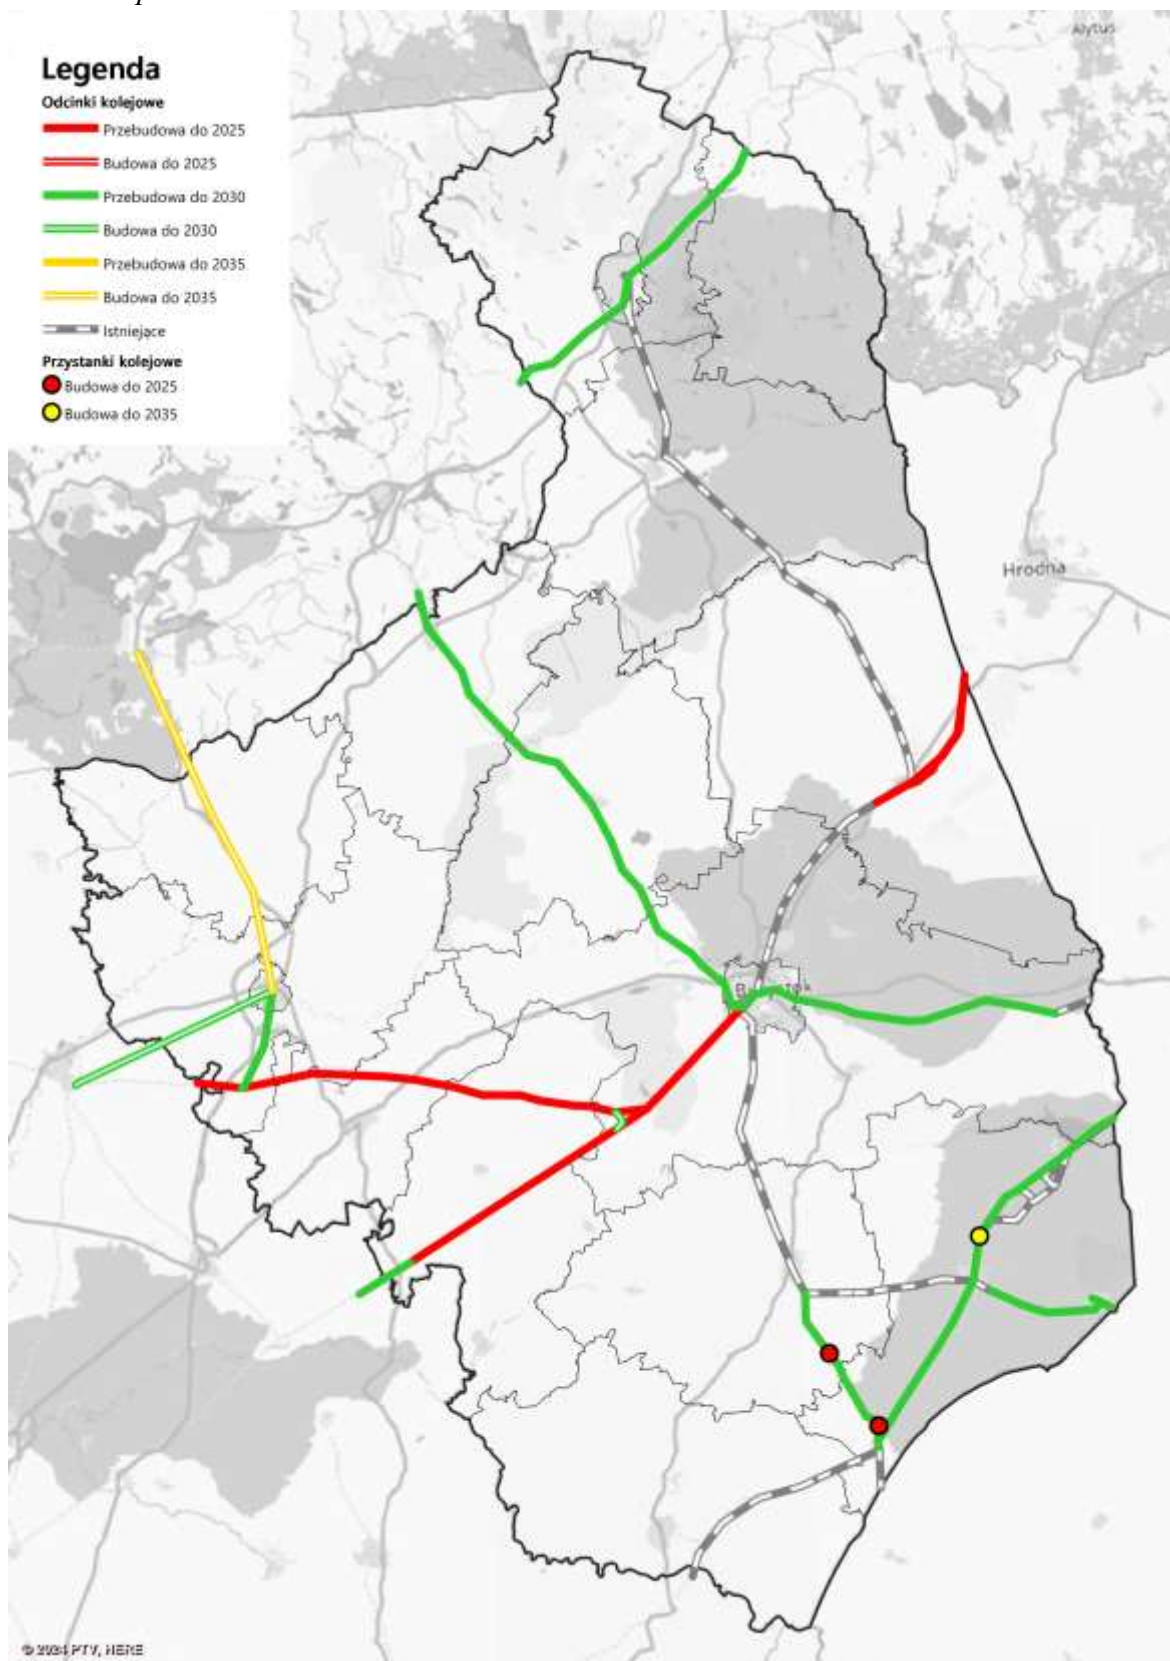 Legenda
Odcinki kolejowe
Przebudowa do 2025
Budowa do 2025
Przebudowa do 2030
Budowa do 2030
Przebudowa do 2035
Budowa do 2035
Istniejące
Przystanki kolejowe
Budowa do 2025
Budowa do 2035
Alytus
Hrodna
© 2024 PTV, HERE